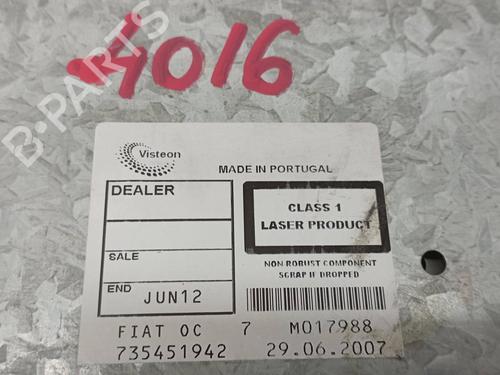 4016
B-PARTS
Visteon
MADE IN PORTUGAL
DEALER
CLASS 1
LASER PRODUCT
SALE
NON ROBUST COMPONENT
SCRAP IF DROPPED
END JUN12
FIAT OC 7 M017988
735451942 29.06.2007